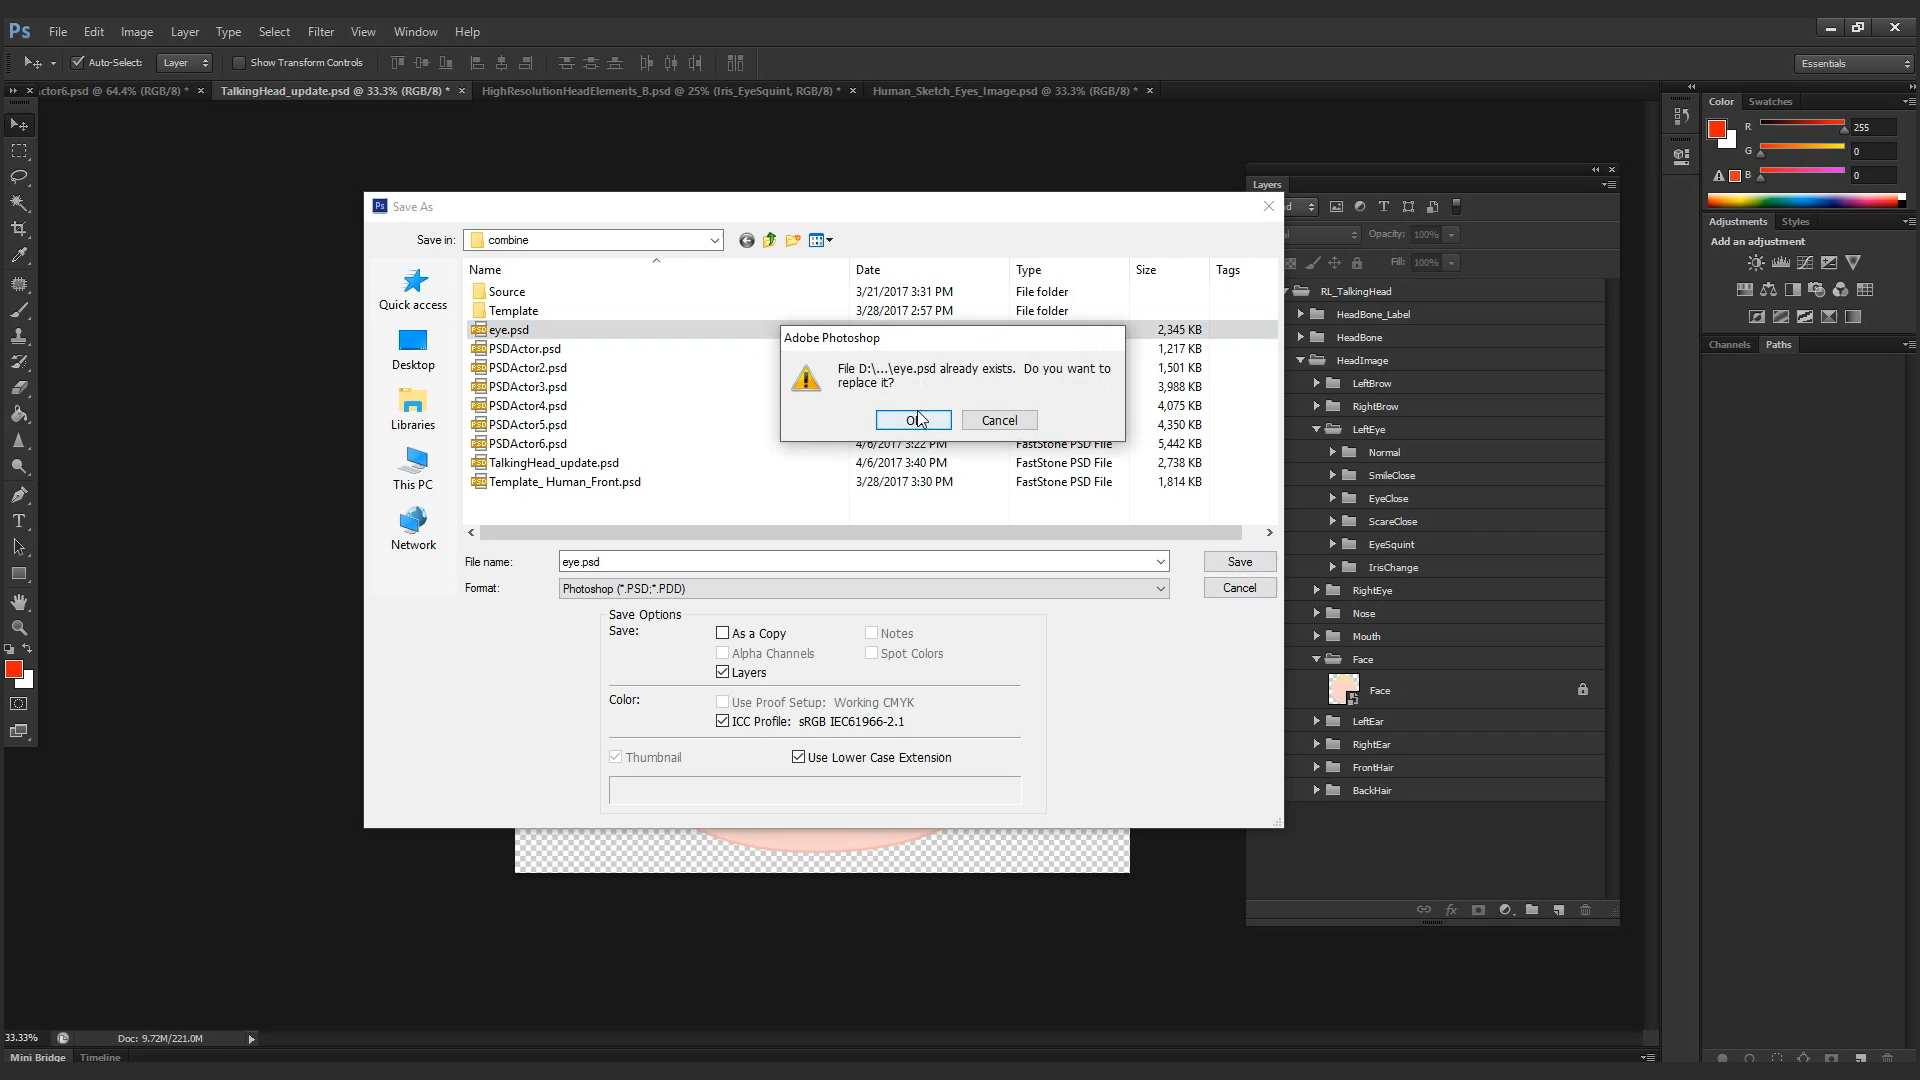 Ps File Edit Image Layer Type Select Filter View Window Help
Auto-Select: Layer Show Transform Controls Essentials
ctor6.psd @ 64.4% (RGB/8) * TalkingHead_update.psd @ 33.3% (RGB/8) * HighResolutionHeadElements_B.psd @ 25% (Iris_EyeSquint, RGB/8) * Human_Sketch_Eyes_Image.psd @ 33.3% (RGB/8) *
Color Swatches
R 255
G 0
B 0
Adjustments Styles
Add an adjustment
Channels Paths
Layers
Opacity: 100%
Fill: 100%
RL_TalkingHead
HeadBone_Label
HeadBone
HeadImage
LeftBrow
RightBrow
LeftEye
Normal
SmileClose
EyeClose
ScareClose
EyeSquint
IrisChange
RightEye
Nose
Mouth
Face
Face
LeftEar
RightEar
FrontHair
BackHair
fx
Ps Save As
Save in: combine
Quick access
Desktop
Libraries
This PC
Network
Name Date Type Size Tags
Source 3/21/2017 3:31 PM File folder
Template 3/28/2017 2:57 PM File folder
eye.psd 2,345 KB
PSDActor.psd 1,217 KB
PSDActor2.psd 1,501 KB
PSDActor3.psd 3,988 KB
PSDActor4.psd 4,075 KB
PSDActor5.psd 4,350 KB
PSDActor6.psd 4/6/2017 3:22 PM FastStone PSD File 5,442 KB
TalkingHead_update.psd 4/6/2017 3:40 PM FastStone PSD File 2,738 KB
Template_ Human_Front.psd 3/28/2017 3:30 PM FastStone PSD File 1,814 KB
Adobe Photoshop
File D:\...\eye.psd already exists. Do you want to
replace it?
Cancel
File name: eye.psd Save
Format: Photoshop (*.PSD;*.PDD) Cancel
Save Options
Save:
As a Copy Notes
Alpha Channels Spot Colors
Layers
Color: Use Proof Setup: Working CMYK
ICC Profile: sRGB IEC61966-2.1
Thumbnail Use Lower Case Extension
33.33% Doc: 9.72M/221.0M
Mini Bridge Timeline